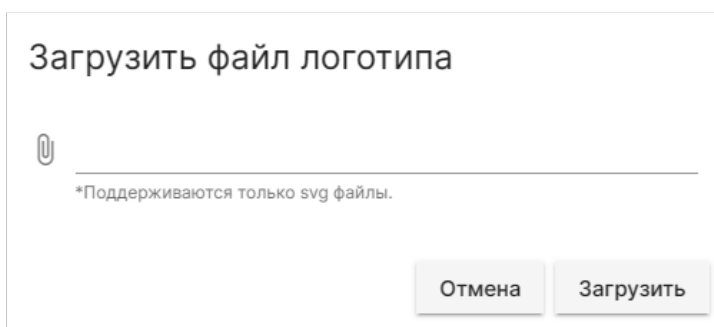 Загрузить файл логотипа
*Поддерживаются только svg файлы.
Отмена Загрузить